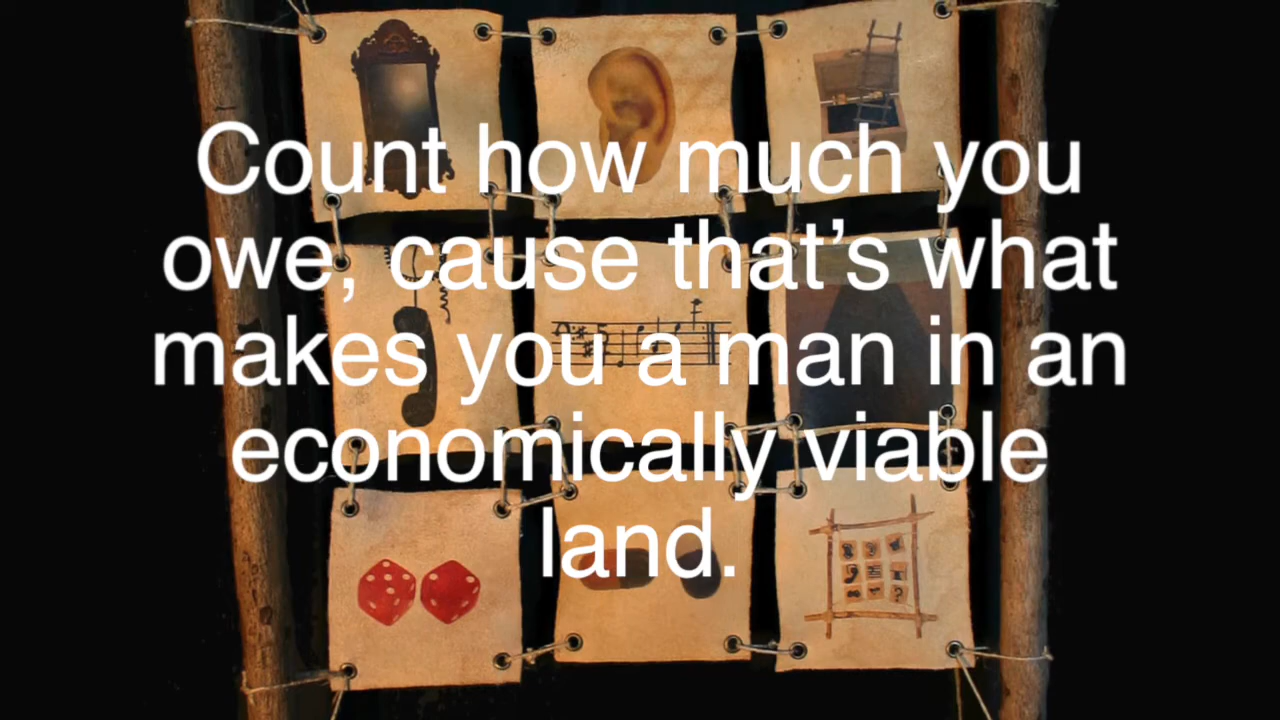 Count how much you
owe, cause that’s what
makes you a man in an
economically viable
land.